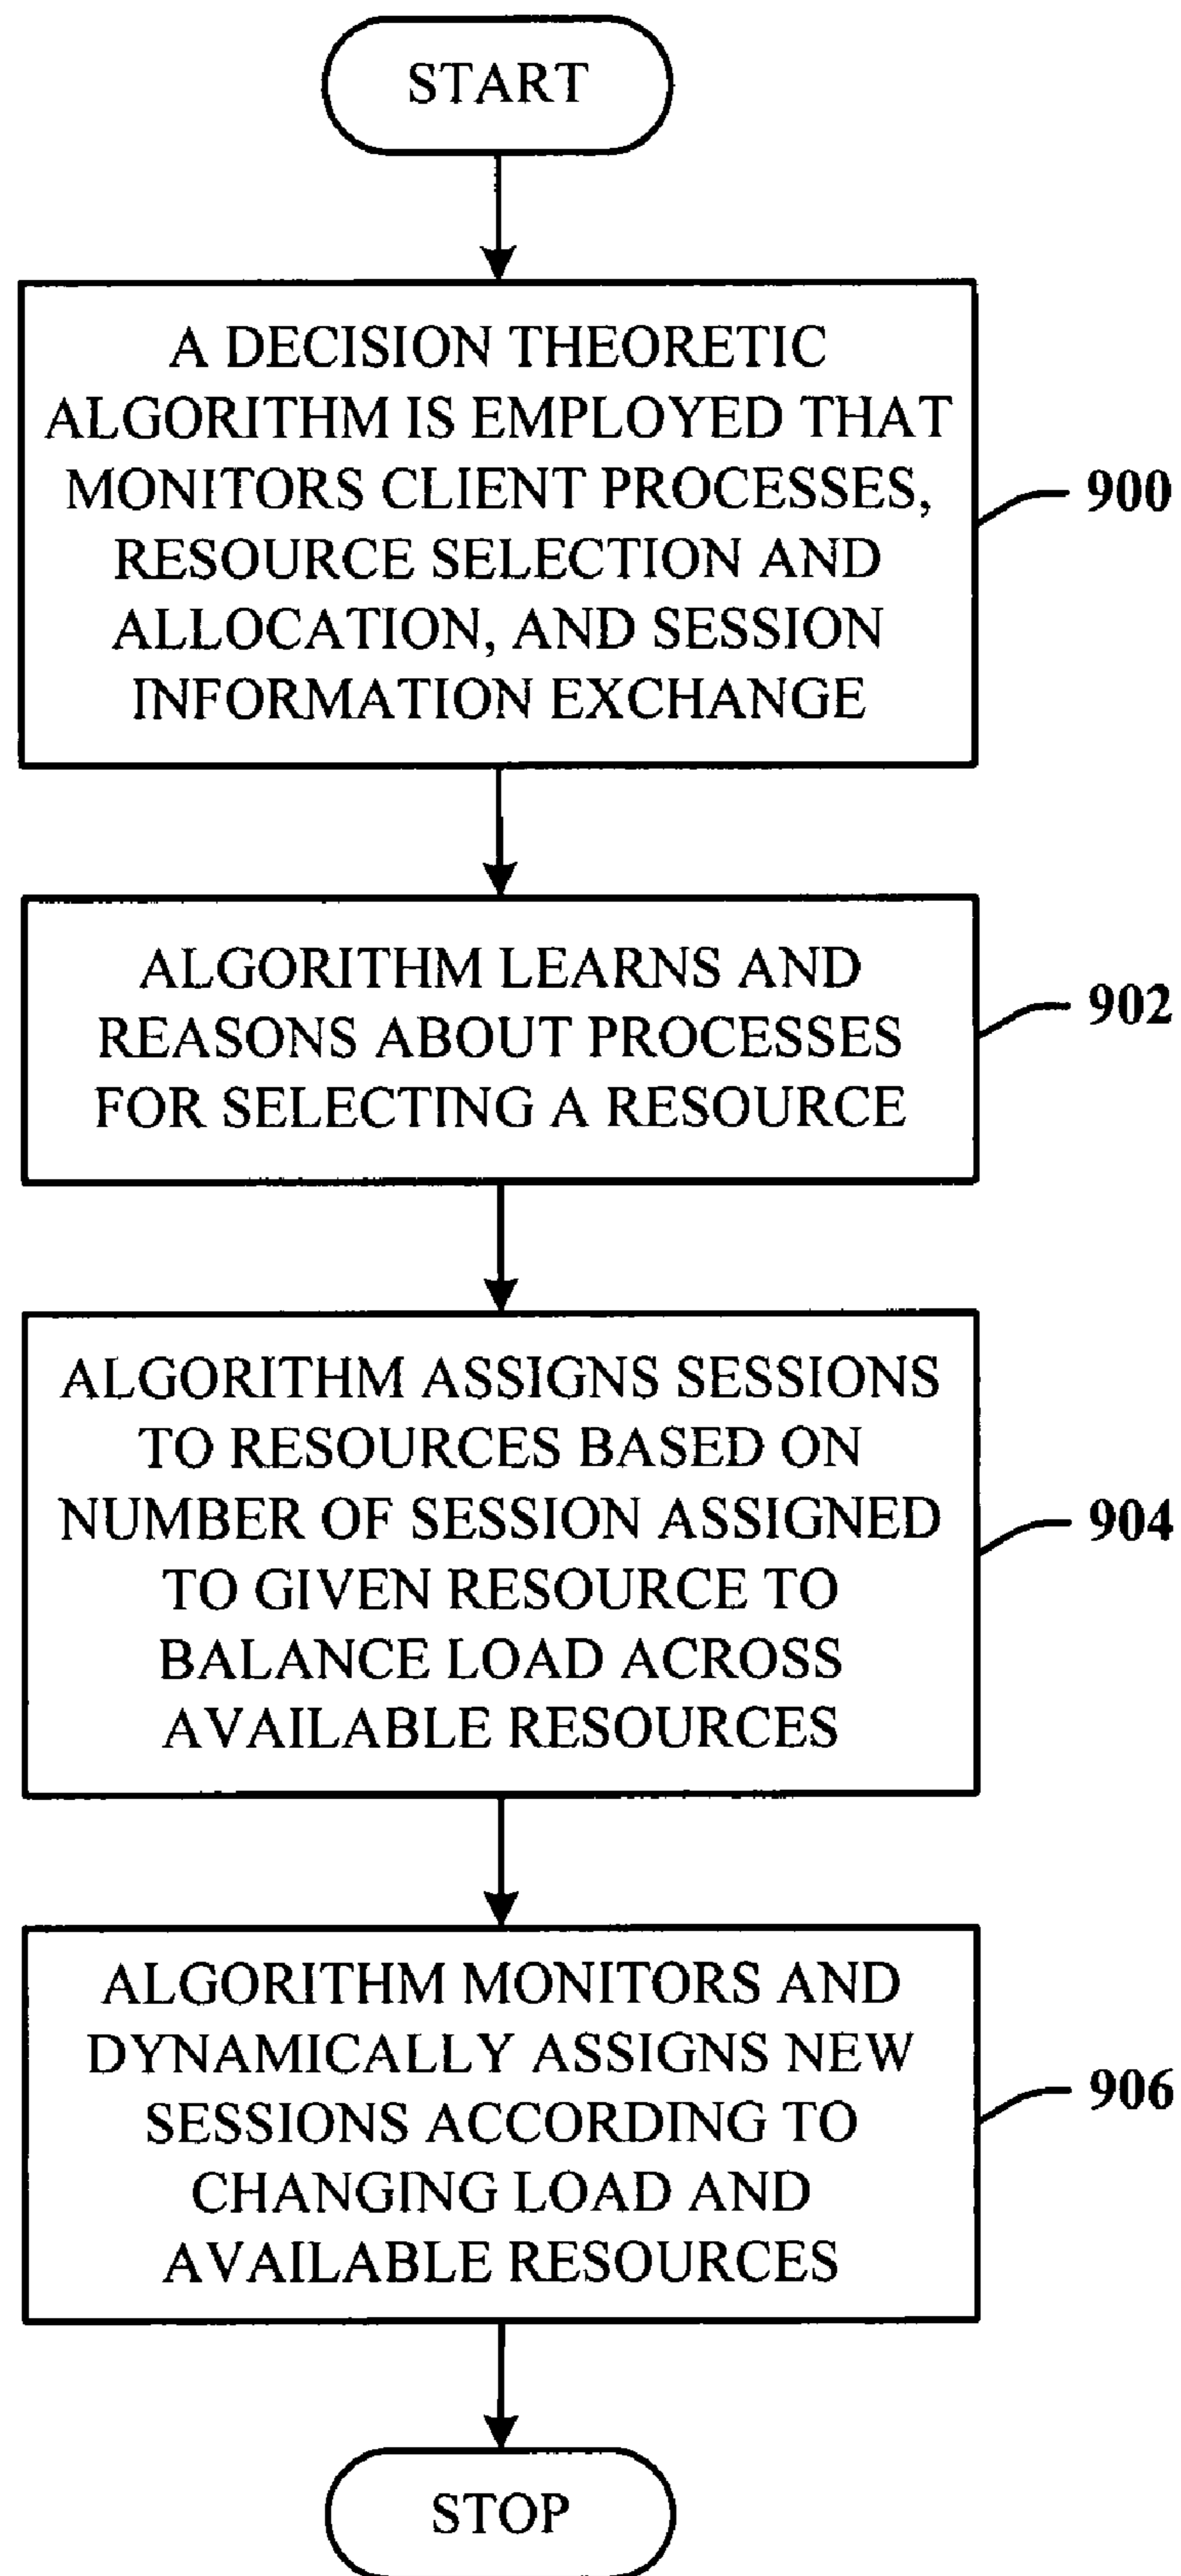 START
A DECISION THEORETIC
ALGORITHM IS EMPLOYED THAT
MONITORS CLIENT PROCESSES,
RESOURCE SELECTION AND
ALLOCATION, AND SESSION
INFORMATION EXCHANGE
900
ALGORITHM LEARNS AND
REASONS ABOUT PROCESSES
FOR SELECTING A RESOURCE
902
ALGORITHM ASSIGNS SESSIONS
TO RESOURCES BASED ON
NUMBER OF SESSION ASSIGNED
TO GIVEN RESOURCE TO
BALANCE LOAD ACROSS
AVAILABLE RESOURCES
904
ALGORITHM MONITORS AND
DYNAMICALLY ASSIGNS NEW
SESSIONS ACCORDING TO
CHANGING LOAD AND
AVAILABLE RESOURCES
906
STOP